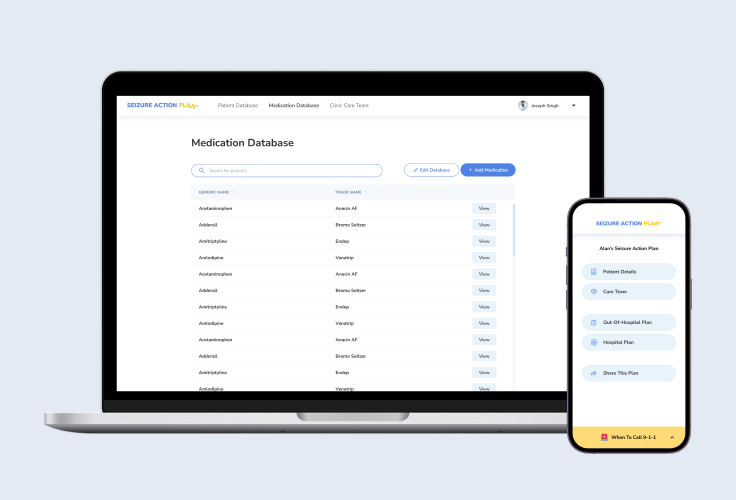 SEIZURE ACTION PLAN
Patient Database
Medication Database
Clinic Care Team
Joseph Singh
Medication Database
Search for patients
Edit Database
+ Add Medication
GENERIC NAME
TRADE NAME
Acetaminophen Anacin AF View
Adderall Bromo Seltzer View
Amitriptyline Endep View
Amlodipine Vanatrip View
Acetaminophen Anacin AF View
Adderall Bromo Seltzer View
Amitriptyline Endep View
Amlodipine Vanatrip View
Acetaminophen Anacin AF View
Adderall Bromo Seltzer View
Amitriptyline Endep View
Amlodipine Vanatrip View
SEIZURE ACTION PLAN
Alan's Seizure Action Plan
Patient Details
Care Team
Out-Of-Hospital Plan
Hospital Plan
Share This Plan
When To Call 9-1-1